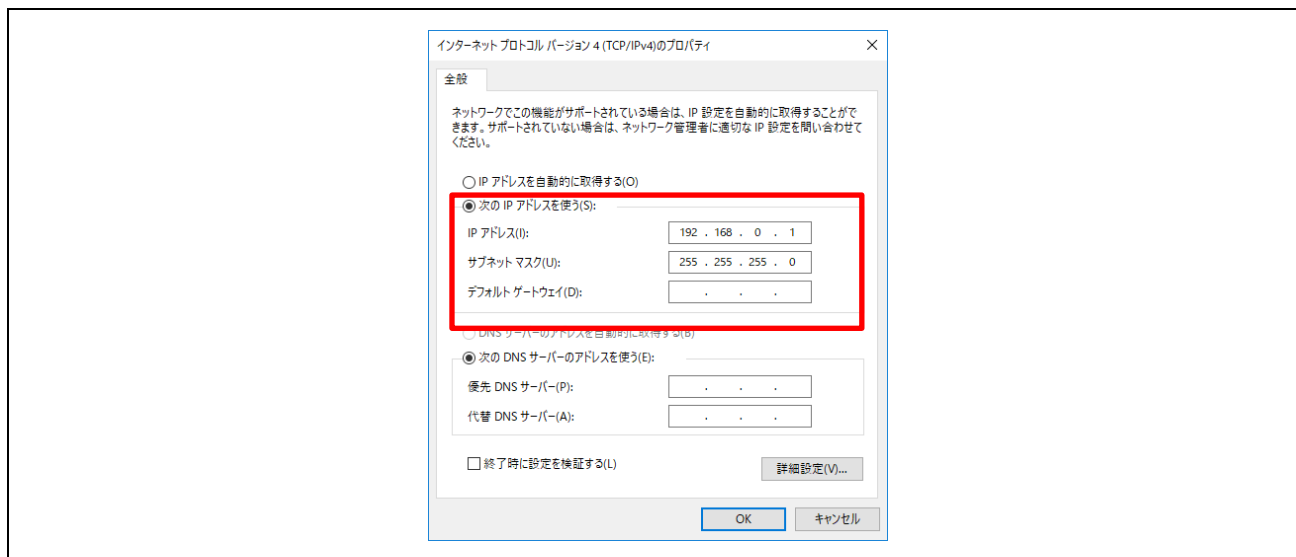 インターネット プロトコル バージョン 4 (TCP/IPv4)のプロパティ
全般
ネットワークでこの機能がサポートされている場合は、IP 設定を自動的に取得することがで
きます。サポートされていない場合は、ネットワーク管理者に適切な IP 設定を問い合わせて
ください。
IP アドレスを自動的に取得する(O)
次の IP アドレスを使う(S):
IP アドレス(I): 192 . 168 . 0 . 1
サブネット マスク(U): 255 . 255 . 255 . 0
デフォルト ゲートウェイ(D): . . .
DNS サーバーのアドレスを自動的に取得する(B)
次の DNS サーバーのアドレスを使う(E):
優先 DNS サーバー(P): . . .
代替 DNS サーバー(A): . . .
終了時に設定を検証する(L)
詳細設定(V)...
OK キャンセル